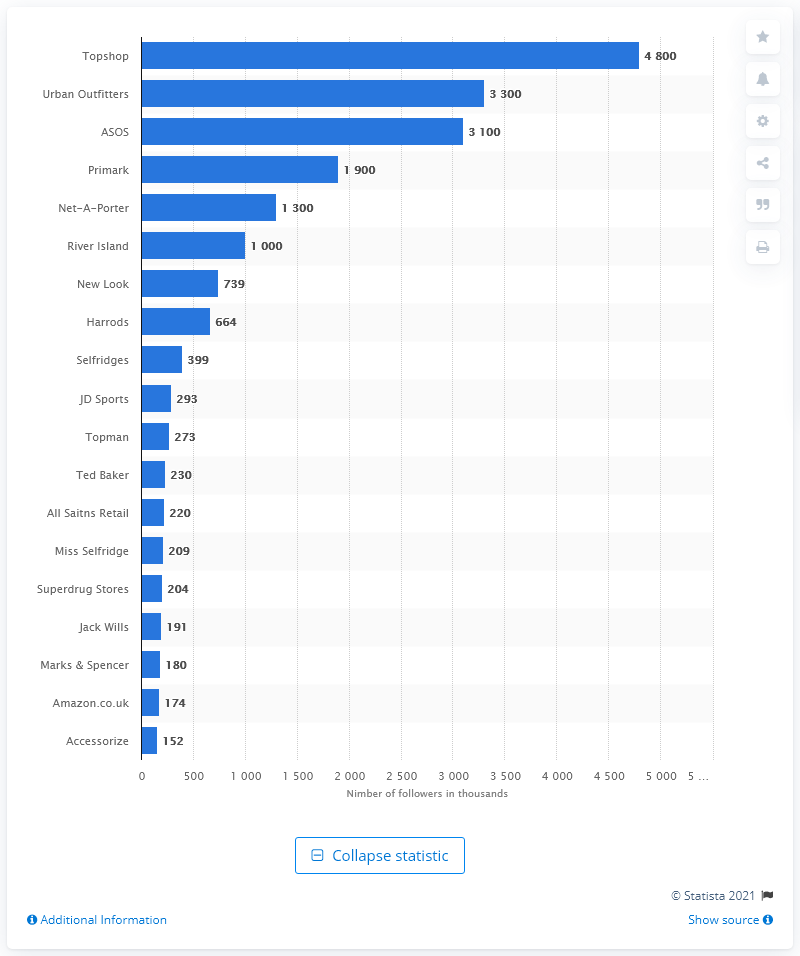 Topshop 4 800
Urban Outfitters 3 300
ASOS 3 100
Primark 1 900
Net-A-Porter 1 300
River Island 1 000
New Look 739
Harrods 664
Selfridges 399
JD Sports 293
Topman 273
Ted Baker 230
All Saitns Retail 220
Miss Selfridge 209
Superdrug Stores 204
Jack Wills 191
Marks & Spencer 180
Amazon.co.uk 174
Accessorize 152
0 500 1 000 1 500 2 000 2 500 3 000 3 500 4 000 4 500 5 000 5 ...
Nimber of followers in thousands
Collapse statistic
© Statista 2021
Additional Information Show source